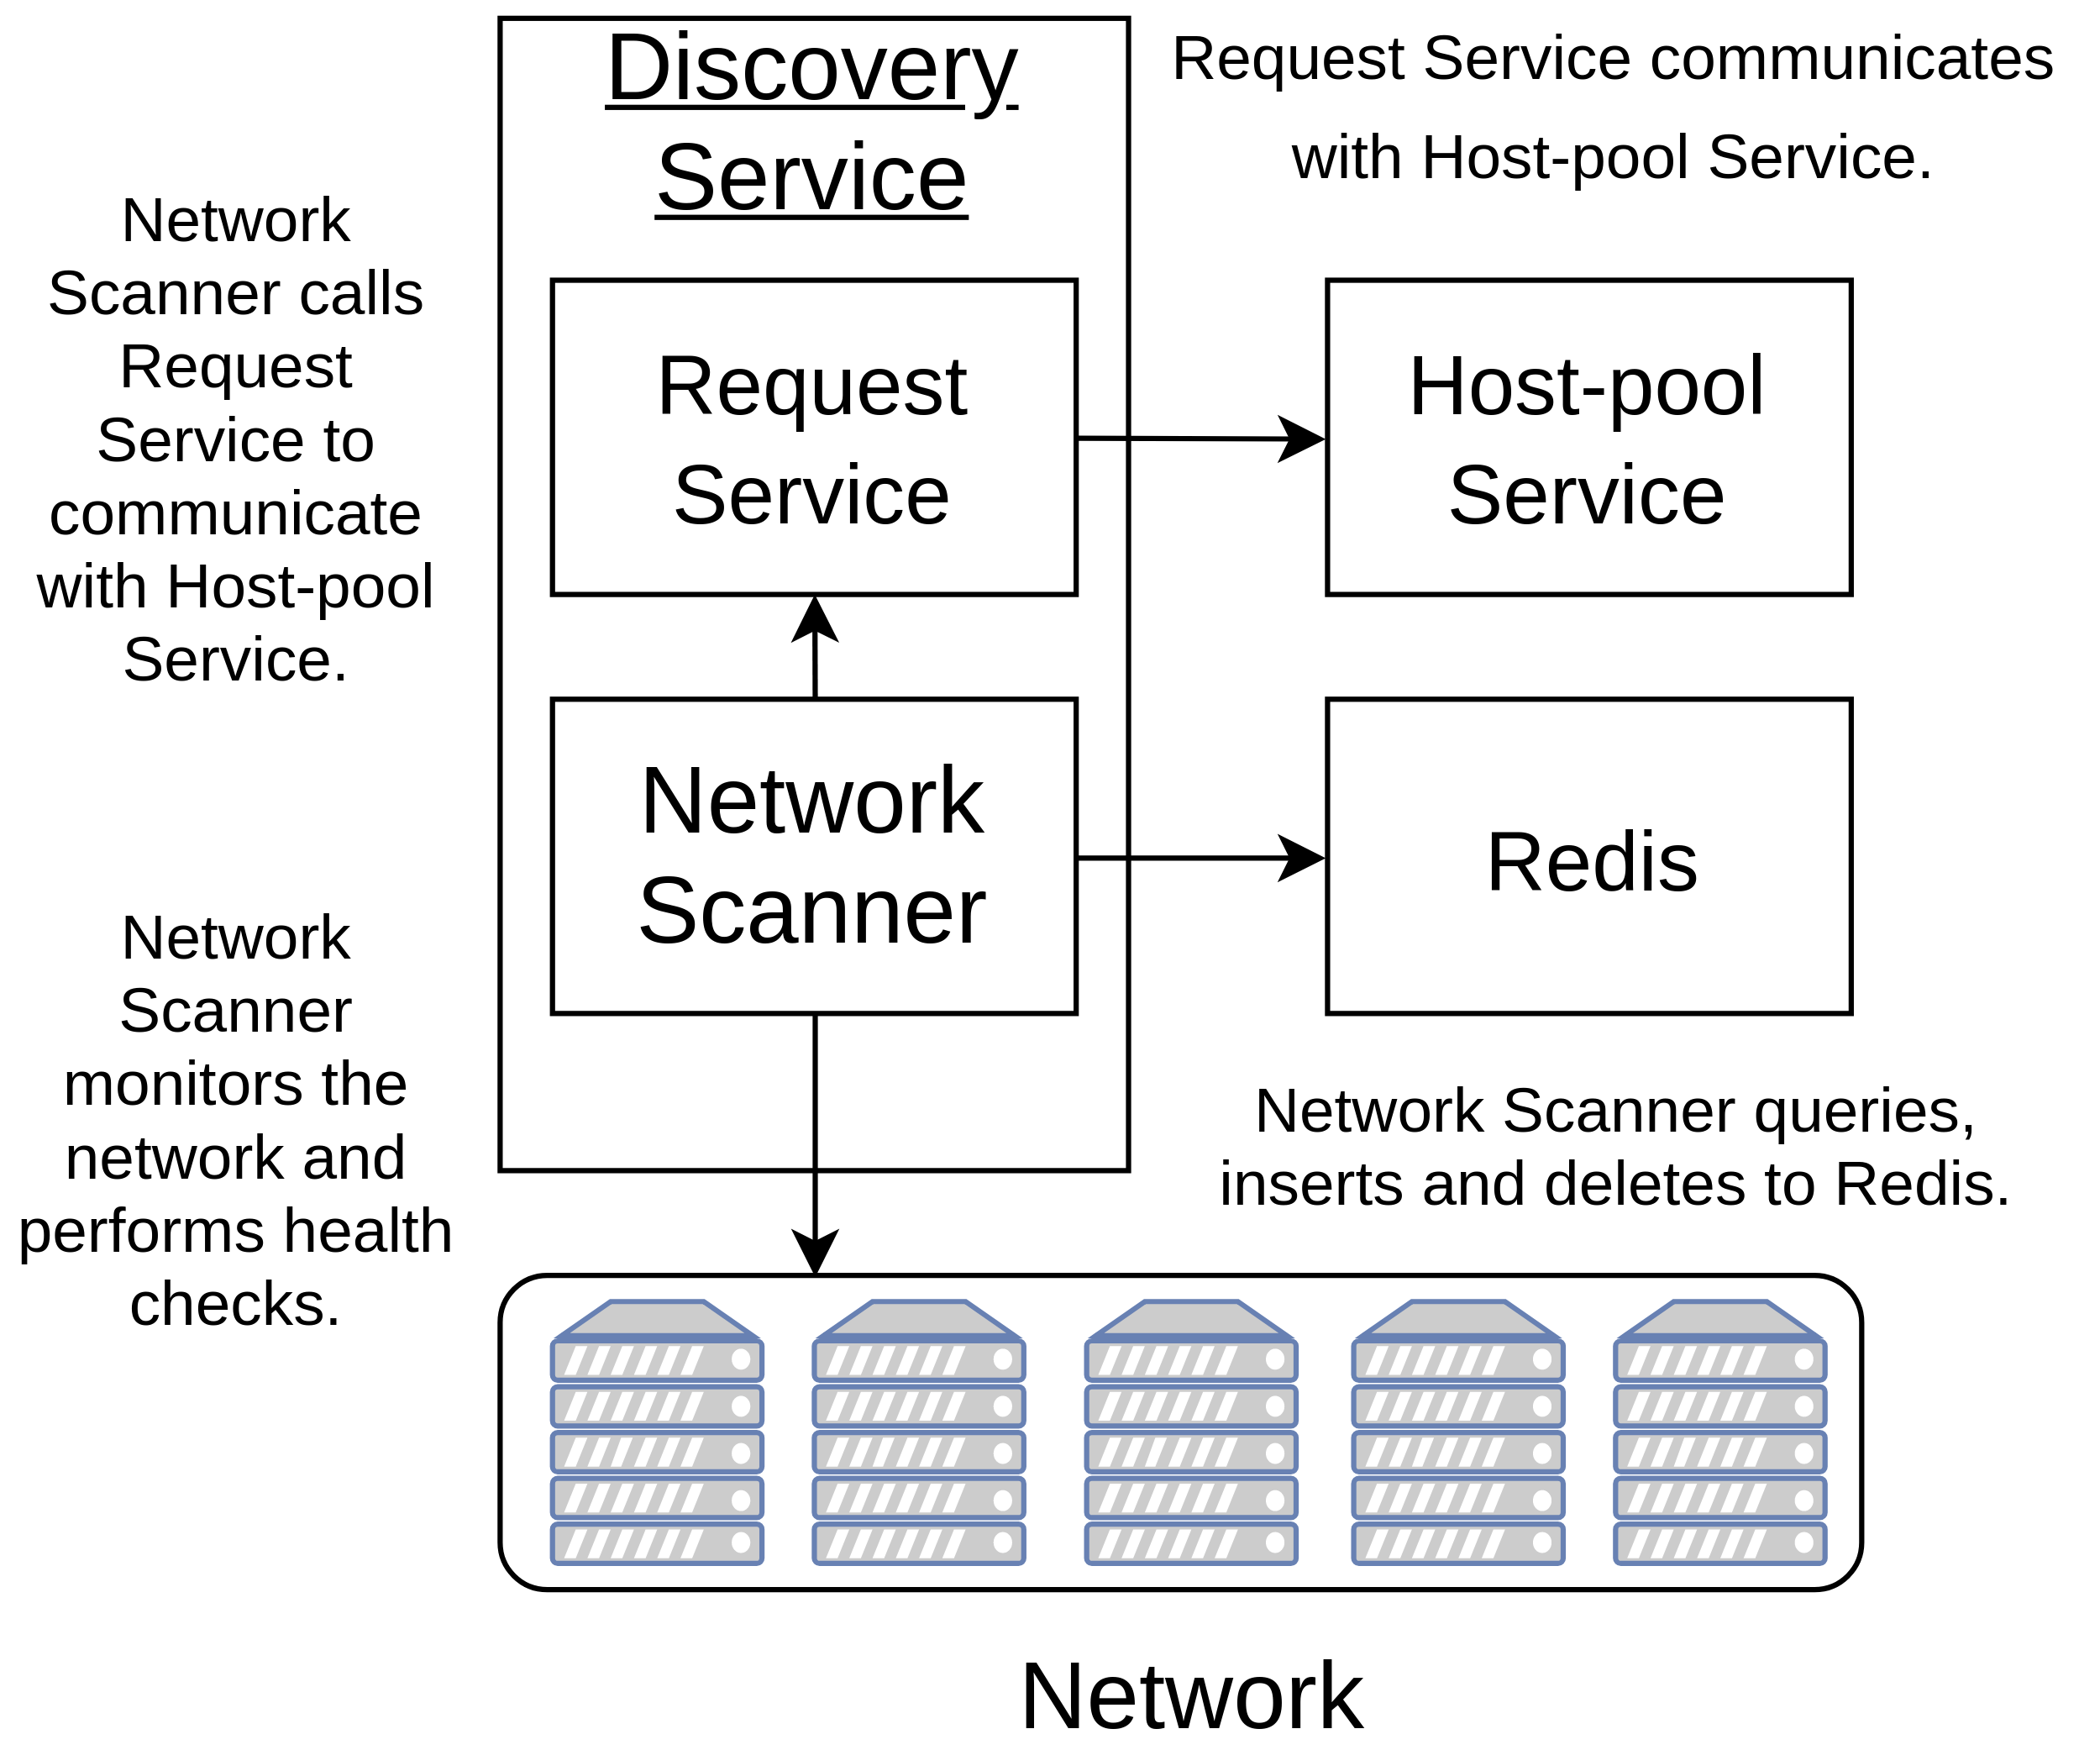 Discovery
Service
Request Service communicates
with Host-pool Service.
Network
Scanner calls
Request
Service to
communicate
with Host-pool
Service.
Request
Service
Host-pool
Service
Network
Scanner
Redis
Network
Scanner
monitors the
network and
performs health
checks.
Network Scanner queries,
inserts and deletes to Redis.
Network